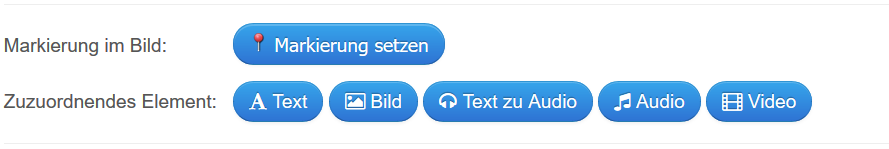 Markierung im Bild: Markierung setzen
Zuzuordnendes Element: Text Bild Text zu Audio Audio Video